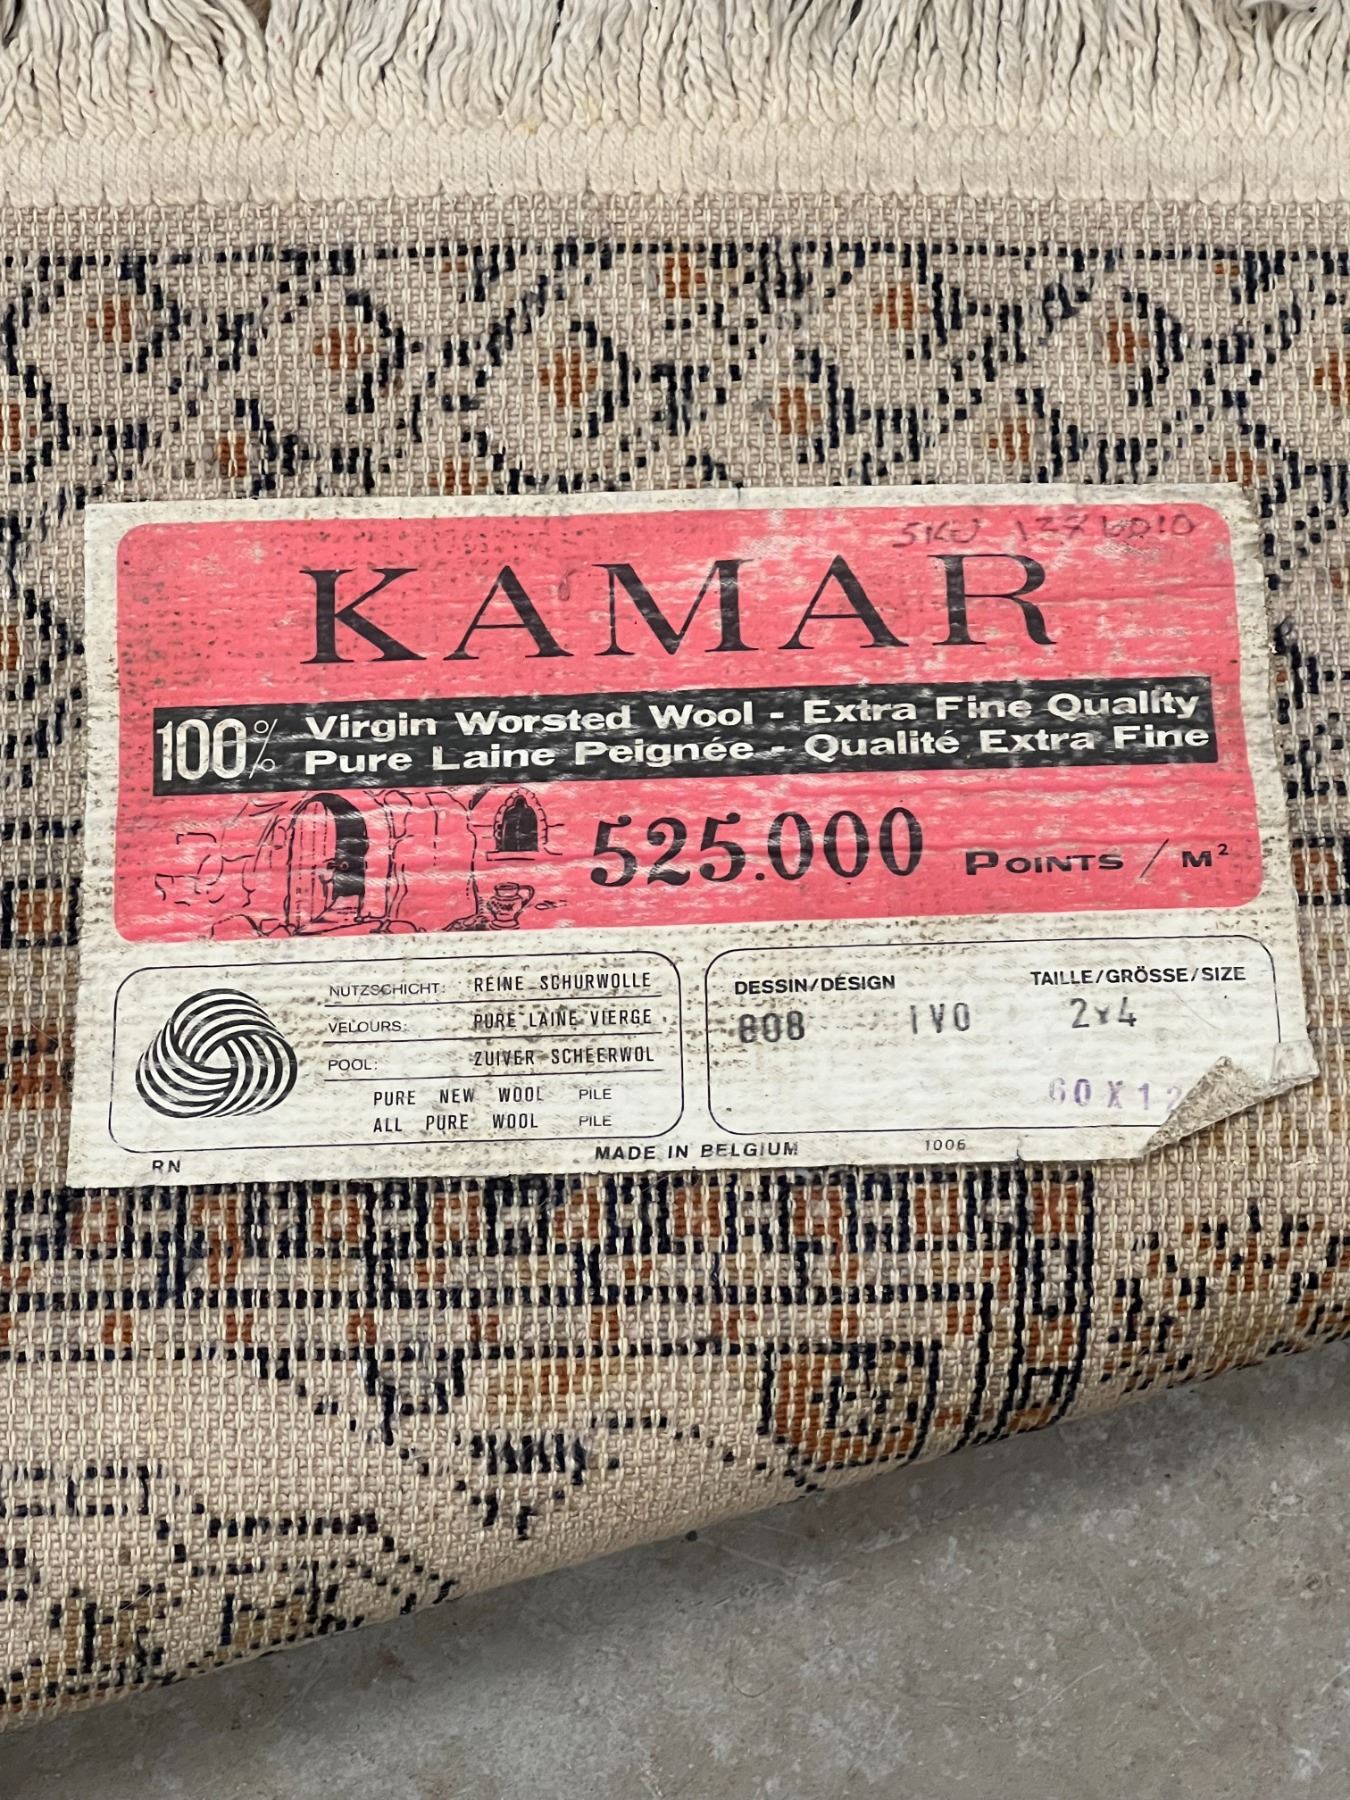 SKU
KAMAR
100% Virgin Worsted Wool - Extra Fine Quality
Pure Laine Peignée - Qualité Extra Fine
525.000 POINTS / M²
NUTZSCHICHT: REINE SCHURWOLLE
VELOURS: PURE LAINE VIERGE
POOL: ZUIVER SCHEERWOL
PURE NEW WOOL PILE
ALL PURE WOOL PILE
DESSIN/DESIGN TAILLE/GRÖSSE/SIZE
808 IVO 2x4
60 X 12
RN MADE IN BELGIUM 1006